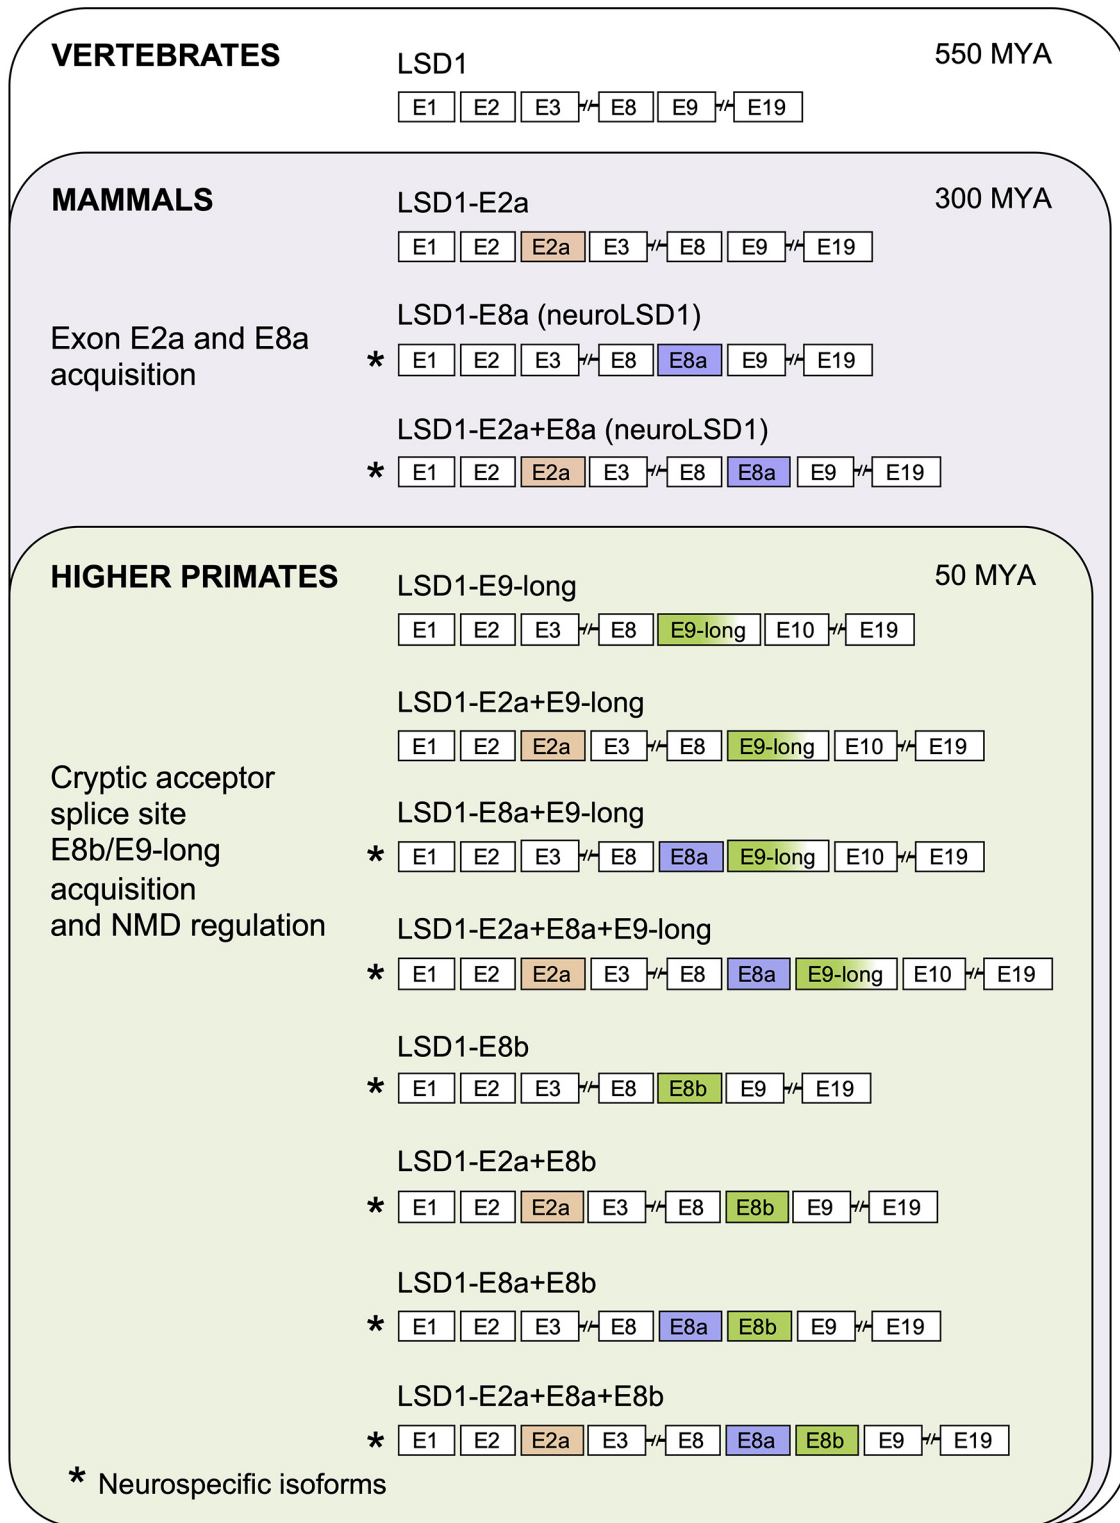 VERTEBRATES
550 MYA
LSD1
E1 E2 E3 E8 E9 E19
MAMMALS
300 MYA
LSD1-E2a
E1 E2 E2a E3 E8 E9 E19
Exon E2a and E8a
acquisition
LSD1-E8a (neuroLSD1)
* E1 E2 E3 E8 E8a E9 E19
LSD1-E2a+E8a (neuroLSD1)
* E1 E2 E2a E3 E8 E8a E9 E19
HIGHER PRIMATES
50 MYA
LSD1-E9-long
E1 E2 E3 E8 E9-long E10 E19
LSD1-E2a+E9-long
E1 E2 E2a E3 E8 E9-long E10 E19
Cryptic acceptor
splice site
E8b/E9-long
acquisition
and NMD regulation
LSD1-E8a+E9-long
* E1 E2 E3 E8 E8a E9-long E10 E19
LSD1-E2a+E8a+E9-long
* E1 E2 E2a E3 E8 E8a E9-long E10 E19
LSD1-E8b
* E1 E2 E3 E8 E8b E9 E19
LSD1-E2a+E8b
* E1 E2 E2a E3 E8 E8b E9 E19
LSD1-E8a+E8b
* E1 E2 E3 E8 E8a E8b E9 E19
LSD1-E2a+E8a+E8b
* E1 E2 E2a E3 E8 E8a E8b E9 E19
* Neurospecific isoforms